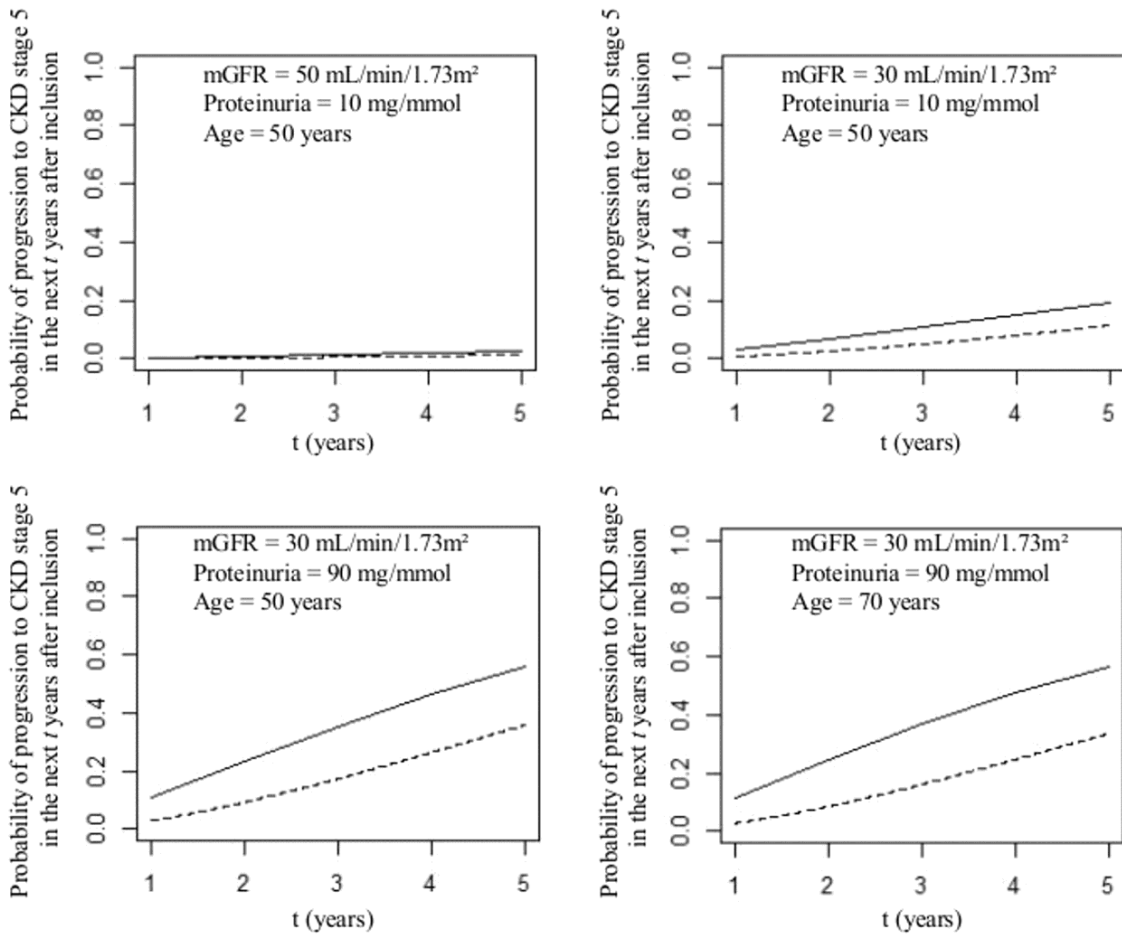 Probability of progression to CKD stage 5
in the next t years after inclusion
1.0
0.8
0.6
0.4
0.2
0.0
mGFR = 50 mL/min/1.73m²
Proteinuria = 10 mg/mmol
Age = 50 years
1 2 3 4 5
t (years)
Probability of progression to CKD stage 5
in the next t years after inclusion
1.0
0.8
0.6
0.4
0.2
0.0
mGFR = 30 mL/min/1.73m²
Proteinuria = 10 mg/mmol
Age = 50 years
1 2 3 4 5
t (years)
Probability of progression to CKD stage 5
in the next t years after inclusion
1.0
0.8
0.6
0.4
0.2
0.0
mGFR = 30 mL/min/1.73m²
Proteinuria = 90 mg/mmol
Age = 50 years
1 2 3 4 5
t (years)
Probability of progression to CKD stage 5
in the next t years after inclusion
1.0
0.8
0.6
0.4
0.2
0.0
mGFR = 30 mL/min/1.73m²
Proteinuria = 90 mg/mmol
Age = 70 years
1 2 3 4 5
t (years)